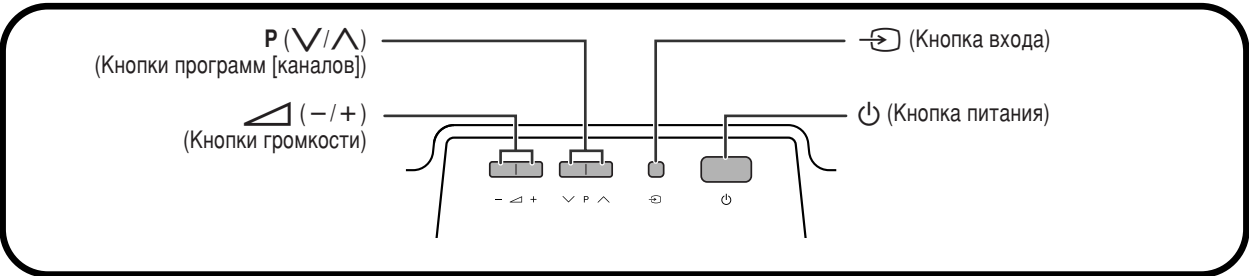 P (∨/∧)
(Кнопки программ [каналов])
(−/+)
(Кнопки громкости)
(Кнопка входа)
(Кнопка питания)
− +
∨ P ∧